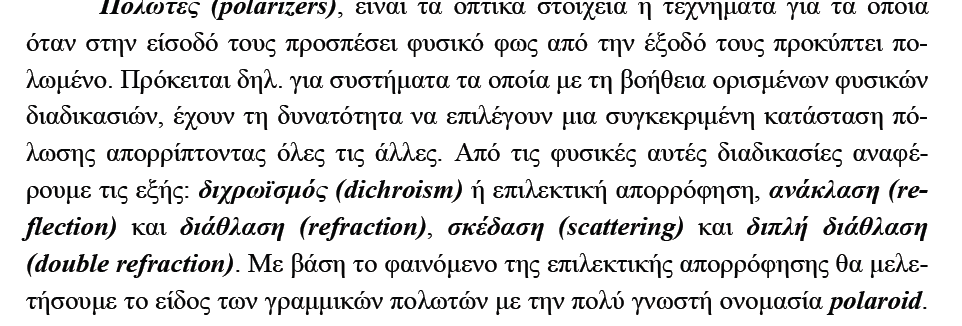 Πολωτές (polarizers), είναι τα οπτικά στοιχεία ή τεχνήματα για τα οποία
όταν στην είσοδό τους προσπέσει φυσικό φως από την έξοδό τους προκύπτει πο-
λωμένο. Πρόκειται δηλ. για συστήματα τα οποία με τη βοήθεια ορισμένων φυσικών
διαδικασιών, έχουν τη δυνατότητα να επιλέγουν μια συγκεκριμένη κατάσταση πό-
λωσης απορρίπτοντας όλες τις άλλες. Από τις φυσικές αυτές διαδικασίες αναφέ-
ρουμε τις εξής: διχρωϊσμός (dichroism) ή επιλεκτική απορρόφηση, ανάκλαση (re-
flection) και διάθλαση (refraction), σκέδαση (scattering) και διπλή διάθλαση
(double refraction). Με βάση το φαινόμενο της επιλεκτικής απορρόφησης θα μελε-
τήσουμε το είδος των γραμμικών πολωτών με την πολύ γνωστή ονομασία polaroid.